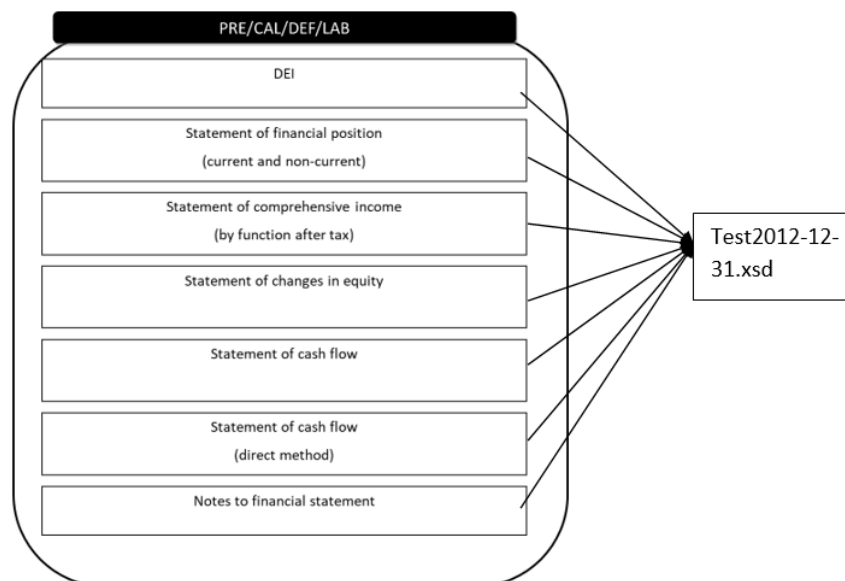 PRE/CAL/DEF/LAB
DEI
Statement of financial position
(current and non-current)
Statement of comprehensive income
(by function after tax)
Statement of changes in equity
Statement of cash flow
Statement of cash flow
(direct method)
Notes to financial statement
Test2012-12-
31.xsd